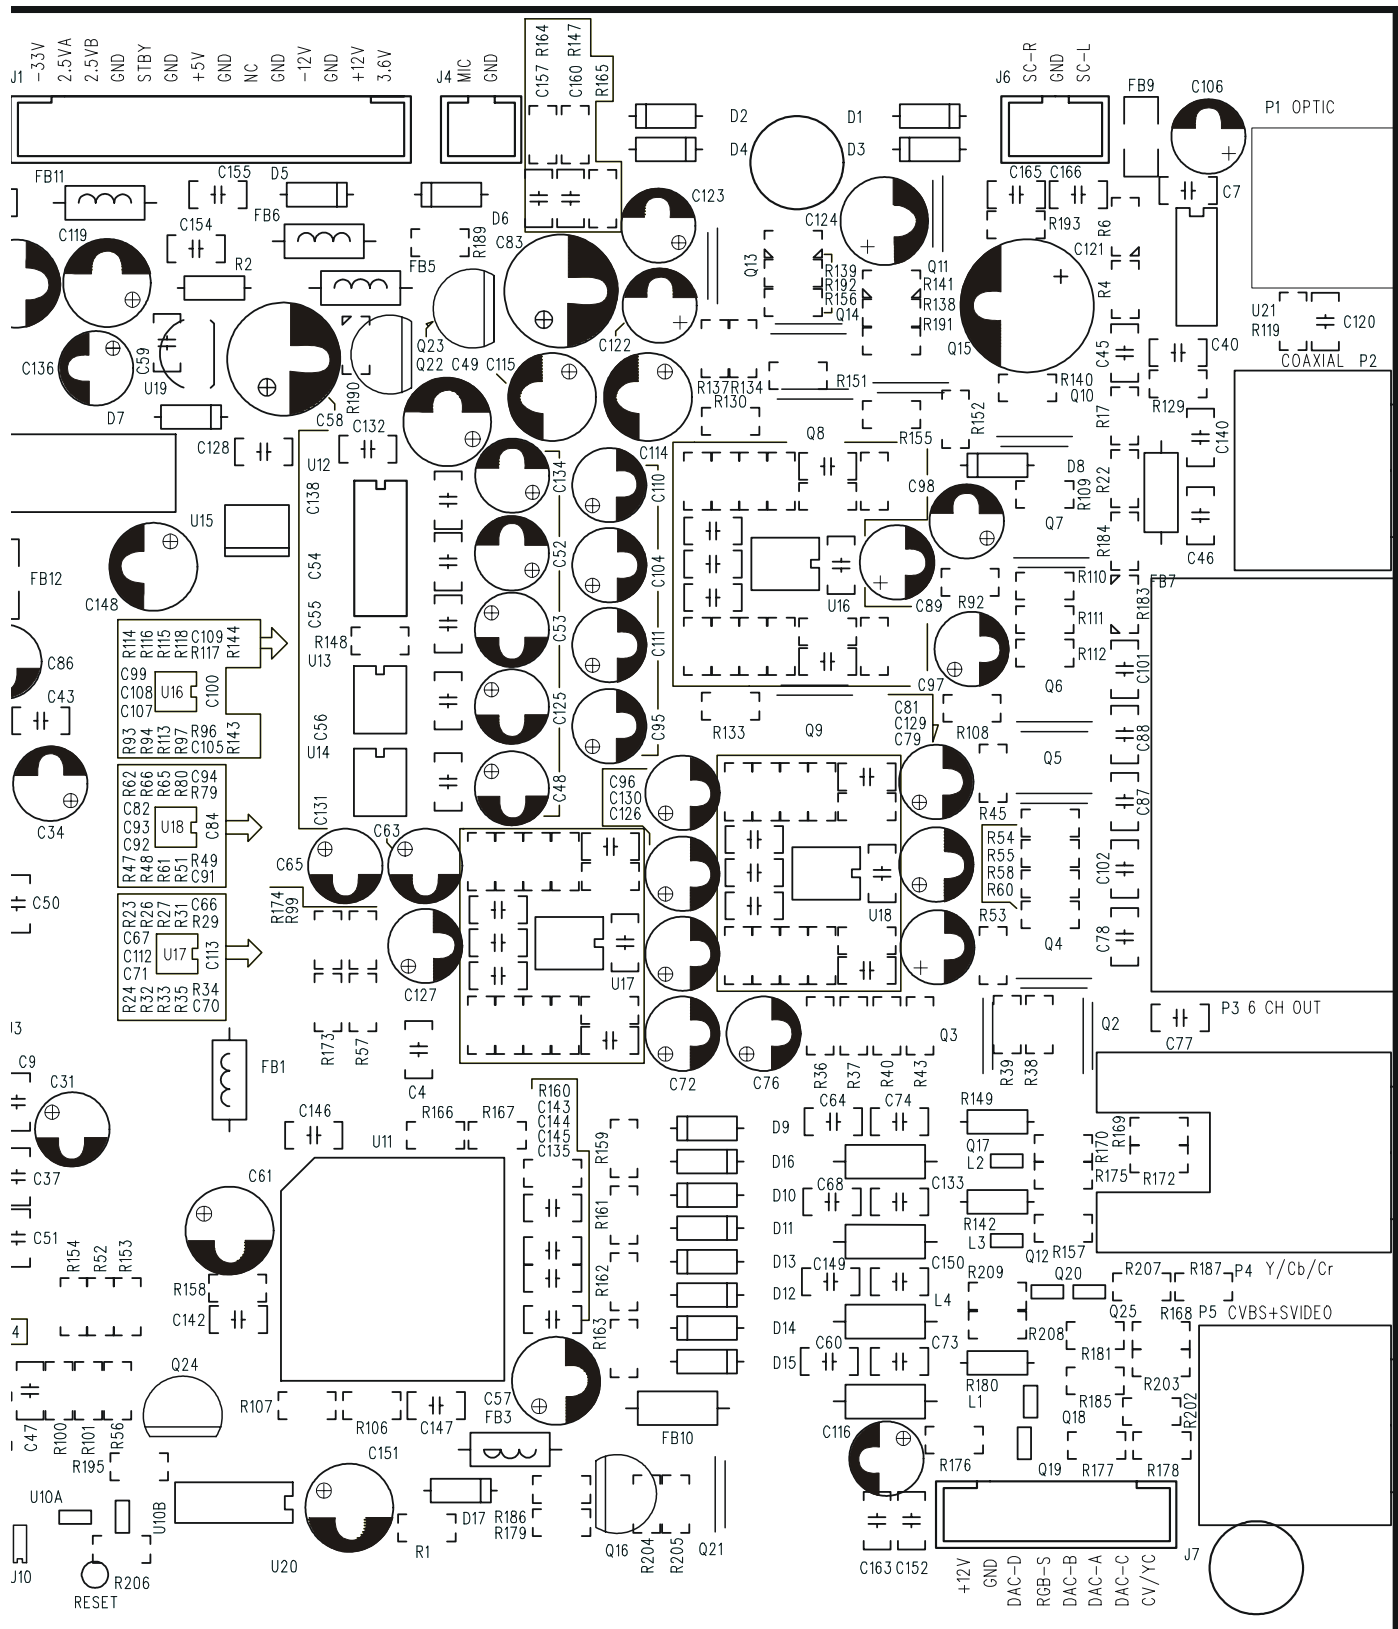 J1
-33V
2.5VA
2.5VB
GND
STBY
GND
+5V
GND
NC
GND
-12V
GND
+12V
3.6V
J4
MIC
GND
C157 R164
C160 R147
R165
D2
D4
D1
D3
J6
SC-R
GND
SC-L
FB9
C106
P1 OPTIC
FB11
C155
D5
D6
C123
C124
C165
C166
C7
C119
C154
FB6
R189
C83
Q13
Q11
R193
R6
C121
R2
FB5
R139
R192
R156
Q14
R141
R138
R191
R4
C136
C59
U19
R190
Q23
Q22
C49
C115
C122
Q15
C45
C40
U21
R119
C120
COAXIAL P2
D7
C58
R137
R134
R130
R151
R140
Q10
R129
C128
C132
U12
C134
C114
C110
Q8
R155
R152
R17
C140
C138
C98
D8
R109
R22
U15
Q7
R184
C46
FB12
C54
C52
C104
U16
C89
R92
R110
FB7
R183
C148
C55
C53
R111
R114
R116
R115
R118
C109
R117
R144
R148
U13
C111
R112
C86
C99
C108
C107
U16
C100
C101
C43
C56
C125
C95
C97
Q6
R93
R94
R113
R97
R96
C105
R143
U14
R133
Q9
C81
C129
C79
R108
C88
Q5
R62
R66
R65
R80
C94
R79
C131
C48
C96
C130
C126
R45
C87
C34
C82
C93
C92
U18
C84
C65
C63
R54
R55
R58
R60
R47
R48
R61
R51
R49
C91
C102
C50
R174
R99
U18
R53
R23
R26
R27
R31
C66
R29
C67
C112
C71
U17
C113
C127
U17
Q4
C78
R24
R32
R33
R35
R34
C70
J3
R173
R57
C4
C72
C76
Q3
Q2
P3 6 CH OUT
C77
C9
C31
FB1
R36
R37
R40
R43
R39
R38
R160
C143
C144
C145
C135
C146
U11
R166
R167
R159
D9
C64
C74
R149
Q17
R170
R169
C37
D16
L2
R175
R172
C61
D10
C68
C133
R142
C51
R161
D11
L3
Q12
R157
R154
R52
R153
R158
C142
R162
D13
D12
C149
C150
R209
Q20
R207
R187
P4 Y/Cb/Cr
4
L4
Q25
R168
P5 CVBS+SVIDEO
R163
D14
R208
R181
D15
C60
C73
R203
Q24
C57
R180
L1
R185
R202
C47
R100
R101
R56
R107
R106
C147
FB3
FB10
C116
Q18
R195
C151
R176
Q19
R177
R178
U10A
U10B
D17
R186
R179
R1
U20
Q16
R204
R205
Q21
C163
C152
J7
J10
R206
RESET
+12V
GND
DAC-D
RGB-S
DAC-B
DAC-A
DAC-C
CV/YC